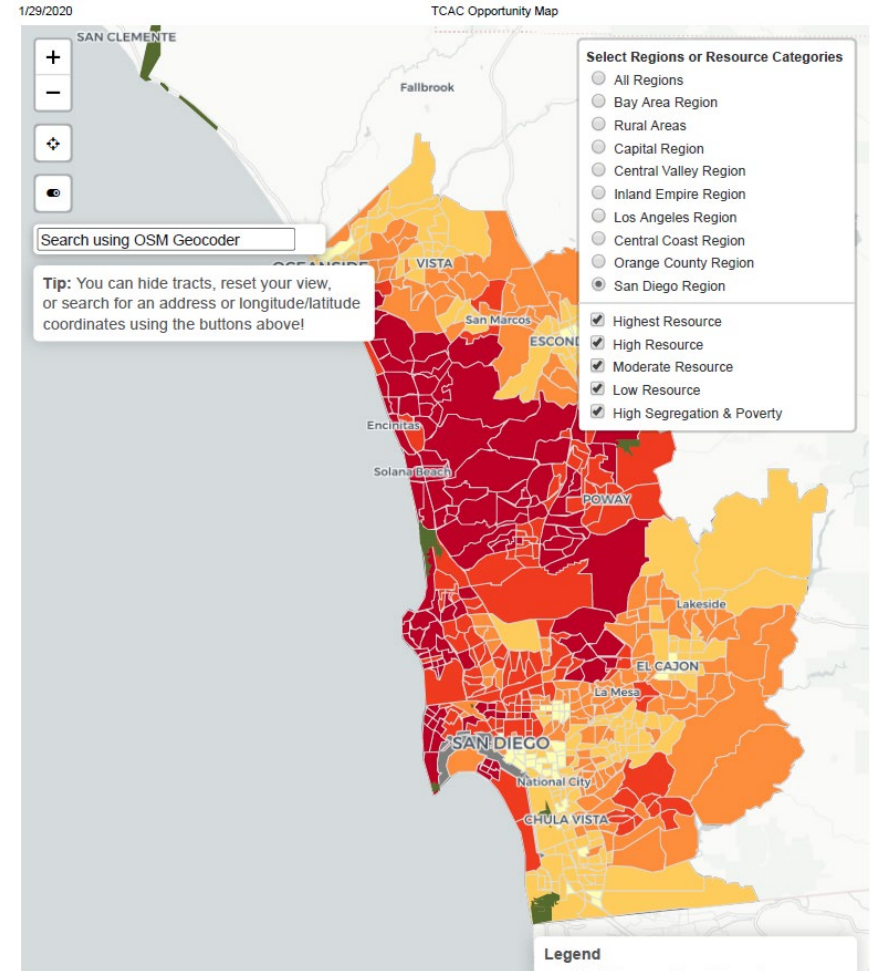 1/29/2020
TCAC Opportunity Map
SAN CLEMENTE
+
−
Fallbrook
Select Regions or Resource Categories
All Regions
Bay Area Region
Rural Areas
Capital Region
Central Valley Region
Inland Empire Region
Los Angeles Region
Central Coast Region
Orange County Region
San Diego Region
Highest Resource
High Resource
Moderate Resource
Low Resource
High Segregation & Poverty
Search using OSM Geocoder
OCEANSIDE
VISTA
Tip: You can hide tracts, reset your view,
or search for an address or longitude/latitude
coordinates using the buttons above!
San Marcos
ESCOND
Encinitas
Solana Beach
POWAY
Lakeside
EL CAJON
La Mesa
SAN DIEGO
National City
CHULA VISTA
Legend